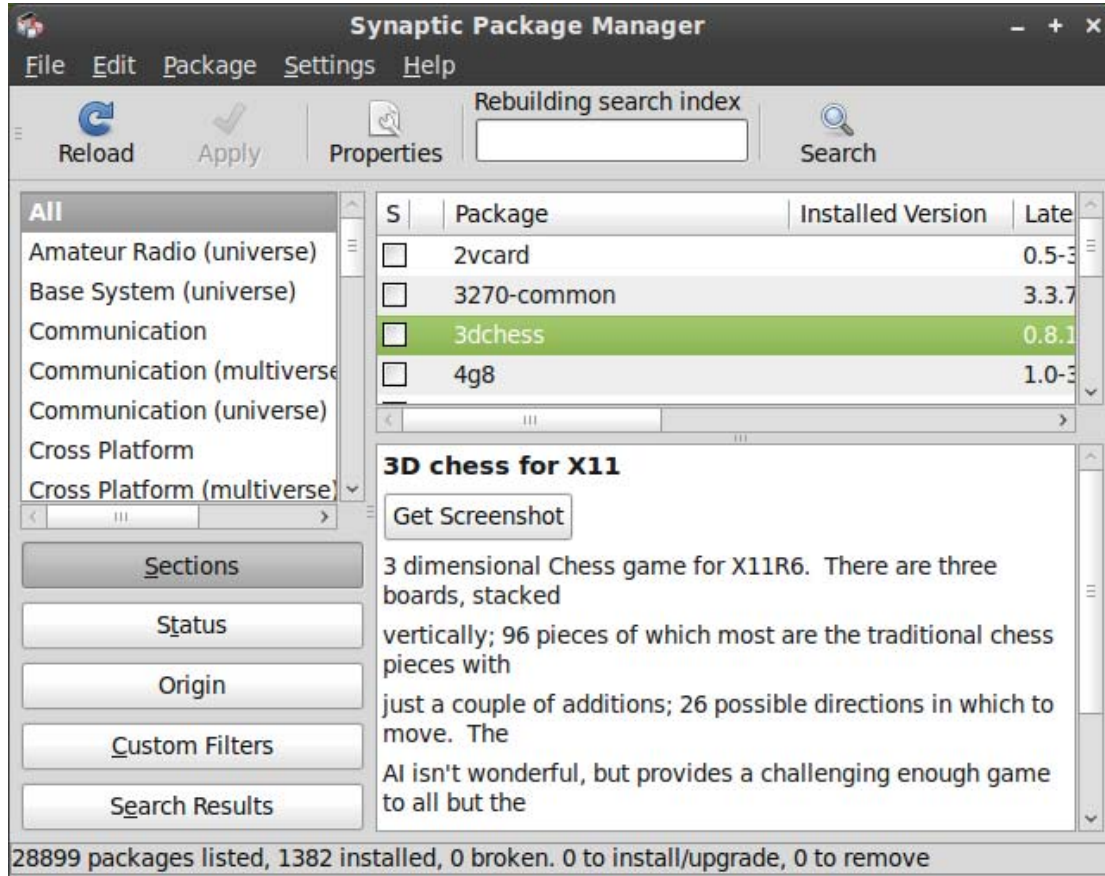 Synaptic Package Manager
File Edit Package Settings Help
Reload
Apply
Properties
Rebuilding search index
Search
All
Amateur Radio (universe)
Base System (universe)
Communication
Communication (multiverse
Communication (universe)
Cross Platform
Cross Platform (multiverse)
Sections
Status
Origin
Custom Filters
Search Results
S Package Installed Version Late
2vcard 0.5-3
3270-common 3.3.7
3dchess 0.8.1
4g8 1.0-3
3D chess for X11
Get Screenshot
3 dimensional Chess game for X11R6. There are three
boards, stacked
vertically; 96 pieces of which most are the traditional chess
pieces with
just a couple of additions; 26 possible directions in which to
move. The
AI isn't wonderful, but provides a challenging enough game
to all but the
28899 packages listed, 1382 installed, 0 broken. 0 to install/upgrade, 0 to remove